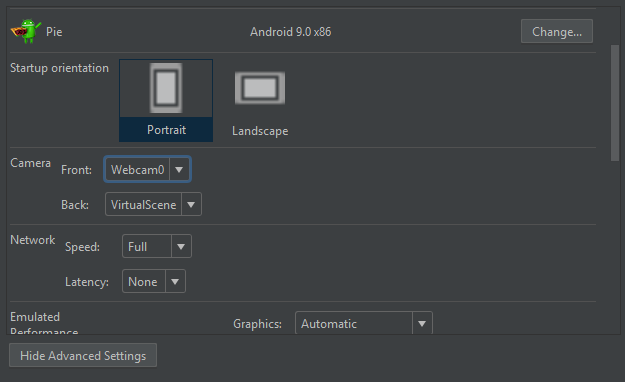 Pie
Android 9.0 x86
Change...
Startup orientation
Portrait
Landscape
Camera
Front:
Webcam0
Back:
VirtualScene
Network
Speed:
Full
Latency:
None
Emulated
Performance
Graphics:
Automatic
Hide Advanced Settings